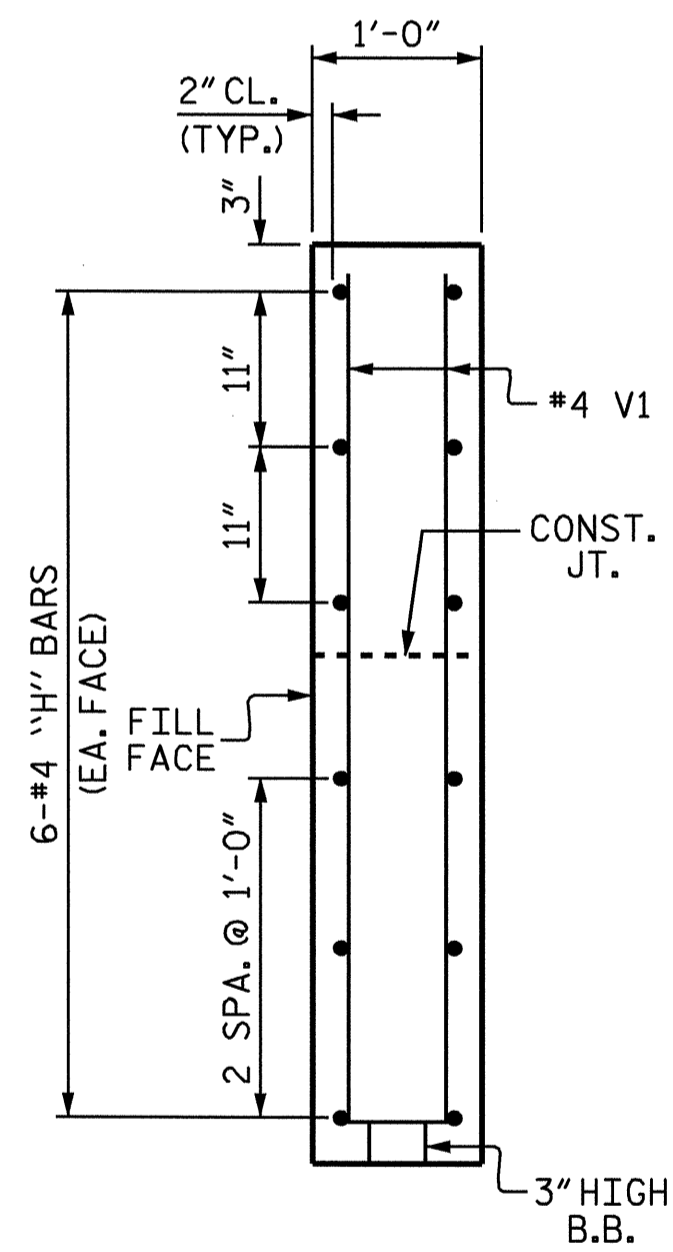 1'-0"
2" CL.
(TYP.)
3"
11"
#4 V1
11"
CONST.
JT.
6-#4 "H" BARS
(EA. FACE)
FILL
FACE
2 SPA. @ 1'-0"
3" HIGH
B.B.